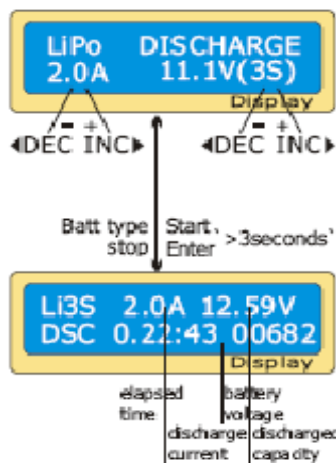 LiPo DISCHARGE
2.0A 11.1V(3S)
Display
- + - +
◀DEC INC▶ ◀DEC INC▶
Batt type Start、
stop Enter >3seconds`
Li3S 2.0A 12.59V
DSC 0.22:43 00682
Display
elapsed battery
time voltage
discharge discharged
current capacity